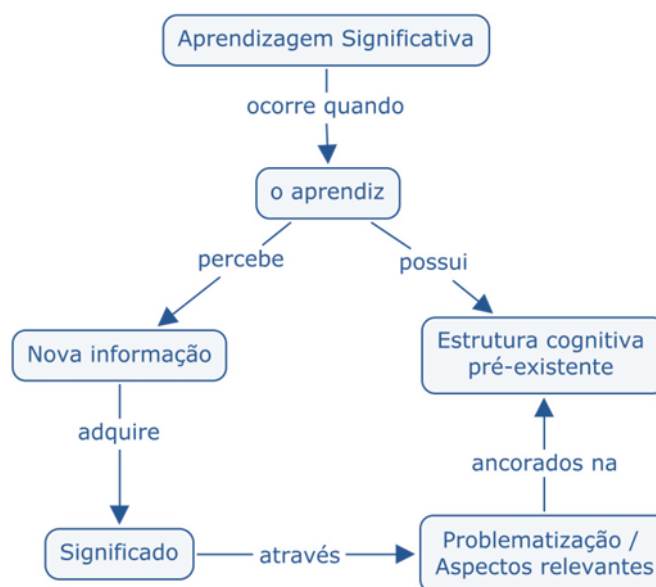 Aprendizagem Significativa
ocorre quando
o aprendiz
percebe
possui
Nova informação
Estrutura cognitiva
pré-existente
adquire
ancorados na
Significado
através
Problematização /
Aspectos relevantes